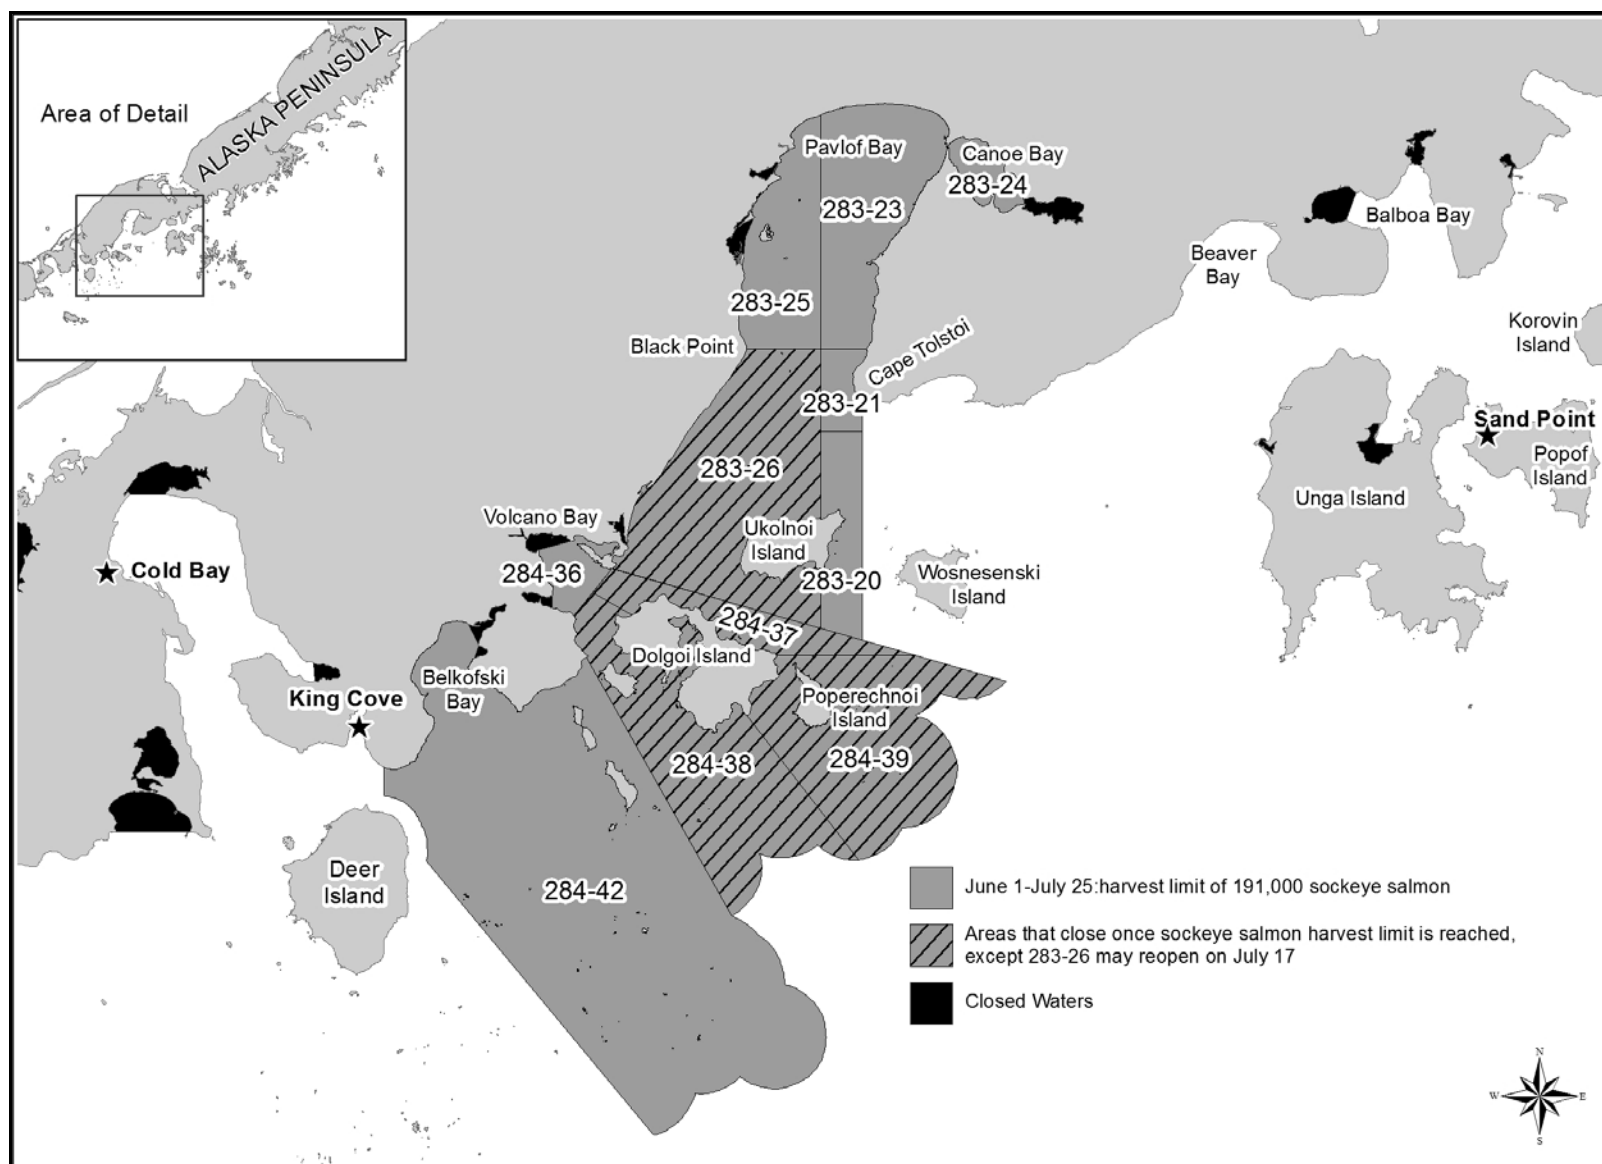 Area of Detail
ALASKA PENINSULA
Pavlof Bay
Canoe Bay
283-24
283-23
Balboa Bay
Beaver
Bay
283-25
Korovin
Island
Black Point
Cape Tolstoi
283-21
Sand Point
Popof
Island
283-26
Unga Island
Volcano Bay
Ukolnoi
Island
Cold Bay
284-36
283-20
Wosnesenski
Island
284-37
Dolgoi Island
Belkofski
Bay
King Cove
Poperechnoi
Island
284-38
284-39
Deer
Island
284-42
June 1-July 25:harvest limit of 191,000 sockeye salmon
Areas that close once sockeye salmon harvest limit is reached,
except 283-26 may reopen on July 17
Closed Waters
N
W
E
S